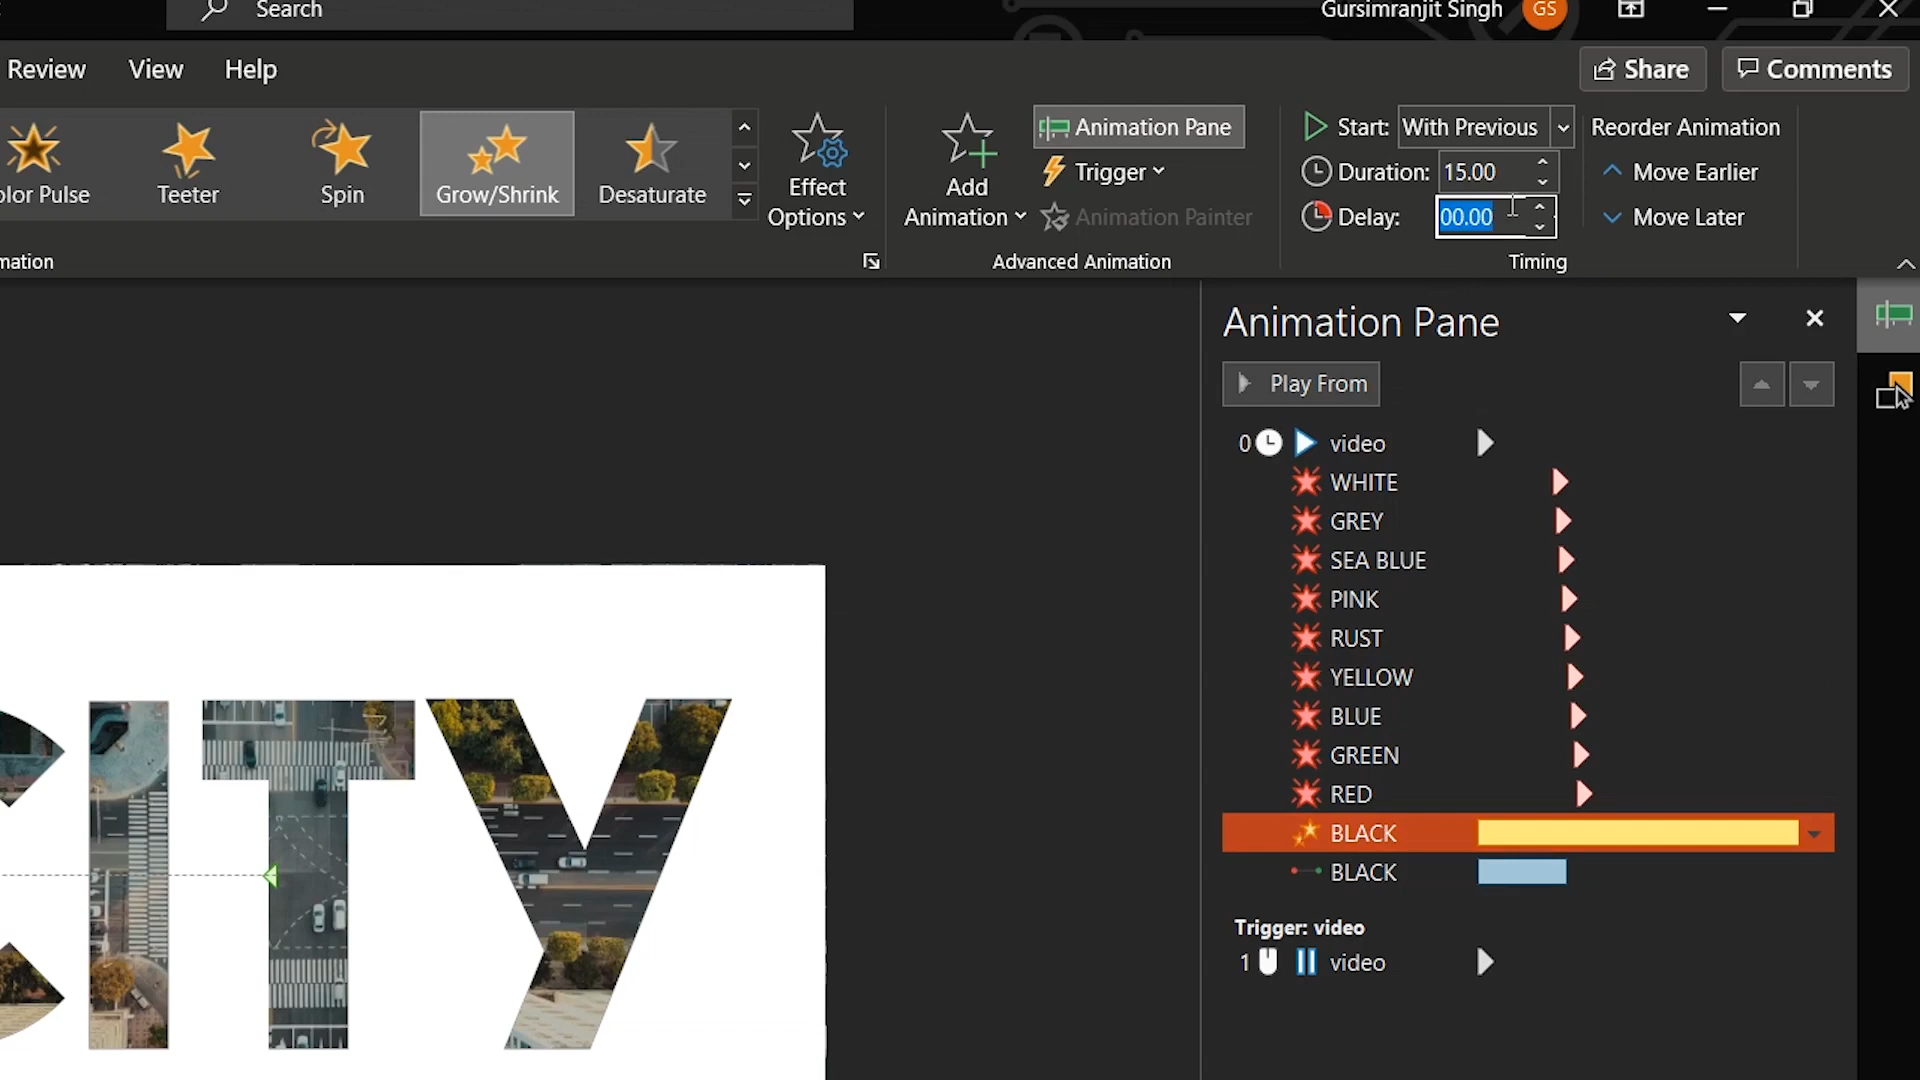 Search
Gursimranjit Singh
GS
Review
View
Help
Share
Comments
olor Pulse
Teeter
Spin
Grow/Shrink
Desaturate
Effect
Options
Add
Animation
Animation Pane
Trigger
Animation Painter
Start: With Previous
Duration: 15.00
Delay: 00.00
Reorder Animation
Move Earlier
Move Later
mation
Advanced Animation
Timing
Animation Pane
Play From
0 video
WHITE
GREY
SEA BLUE
PINK
RUST
YELLOW
BLUE
GREEN
RED
BLACK
BLACK
Trigger: video
1 video
CITY